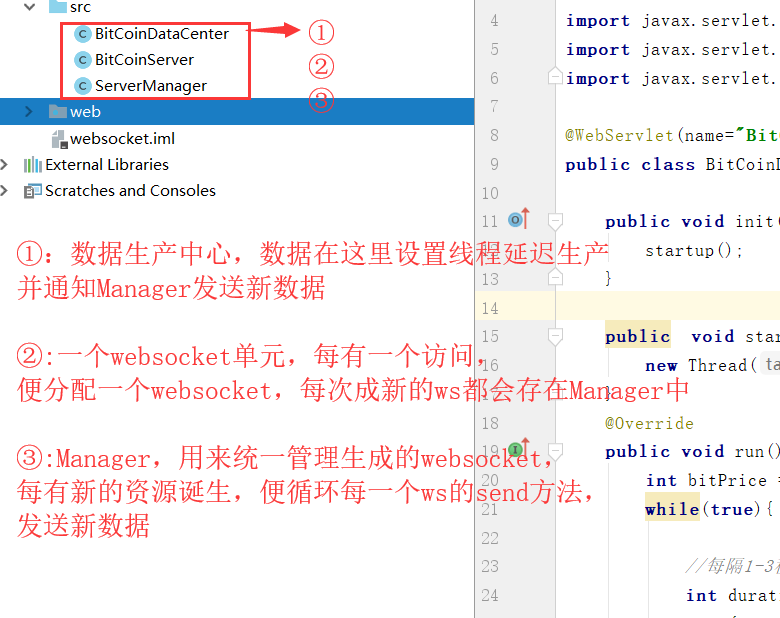 src
BitCoinDataCenter
①
BitCoinServer
②
ServerManager
③
web
websocket.iml
External Libraries
Scratches and Consoles
①：数据生产中心，数据在这里设置线程延迟生产
并通知Manager发送新数据
②:一个websocket单元，每有一个访问，
便分配一个websocket，每次成新的ws都会存在Manager中
③:Manager，用来统一管理生成的websocket，
每有新的资源诞生，便循环每一个ws的send方法，
发送新数据
4 import javax.servlet.
5 import javax.servlet.
6 import javax.servlet.
7
8 @WebServlet(name="Bit
9 public class BitCoinD
10
11 public void init(
startup();
13 }
14
15 public void star
16 new Thread( ta
}
18 @Override
19 public void run()
20 int bitPrice =
21 while(true){
22
23 //每隔1-3
24 int durat